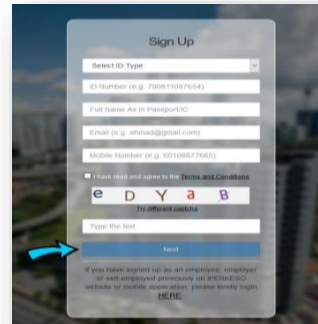 Sign Up
Select ID Type
ID Number (e.g. 790811087654)
Full Name As In Passport/IC
Email (e.g. ahmad@gmail.com)
Mobile Number (e.g. 60108677665)
I have read and agree to the Terms and Conditions
e D Y a B
Try different captcha
Type the text
Next
If you have signed up as an employee, employer
or self-employed previously on iPERKESO
website or mobile application, please kindly login
HERE